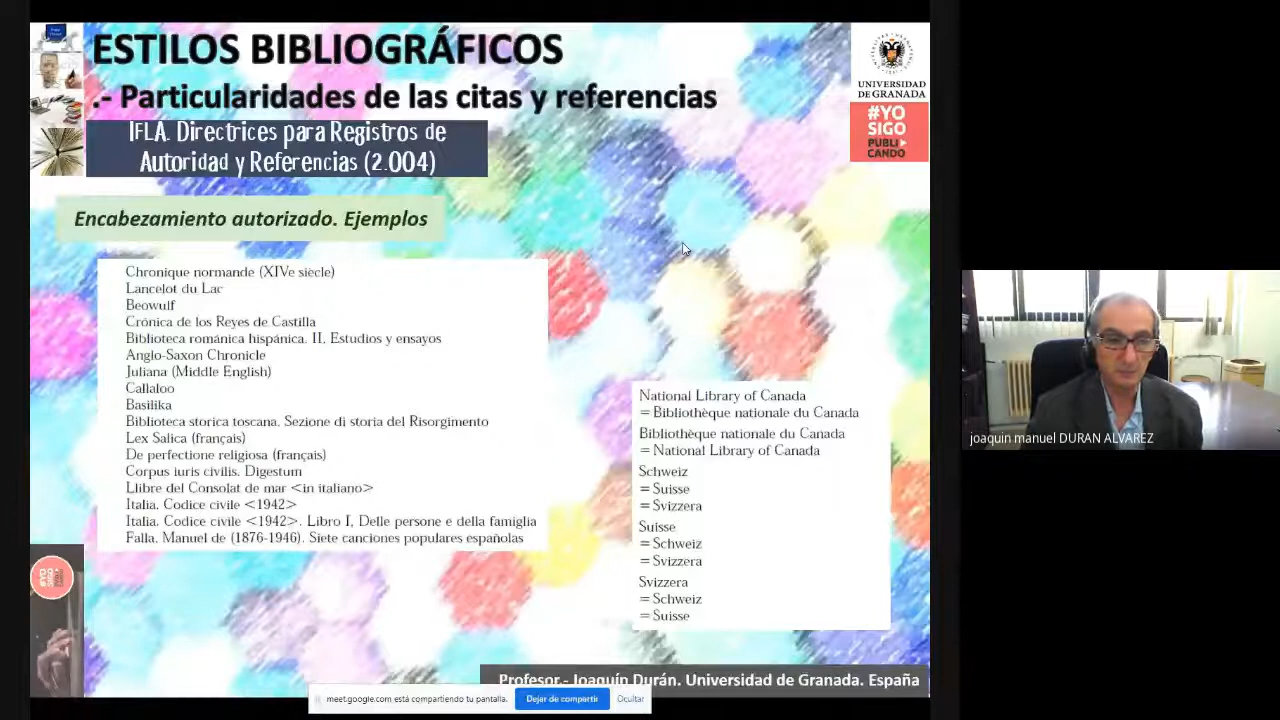 ESTILOS BIBLIOGRÁFICOS
.- Particularidades de las citas y referencias
IFLA. Directrices para Registros de
Autoridad y Referencias (2.004)
UNIVERSIDAD
DE GRANADA
#YO
SIGO
PUBLI
CANDO
Encabezamiento autorizado. Ejemplos
Chronique normande (XIVe siècle)
Lancelot du Lac
Beowulf
Crónica de los Reyes de Castilla
Biblioteca románica hispánica. II, Estudios y ensayos
Anglo-Saxon Chronicle
Juliana (Middle English)
Callaloo
Basilika
Biblioteca storica toscana. Sezione di storia del Risorgimento
Lex Salica (français)
De perfectione religiosa (français)
Corpus iuris civilis. Digestum
Llibre del Consolat de mar <in italiano>
Italia. Codice civile <1942>
Italia. Codice civile <1942>. Libro I, Delle persone e della famiglia
Falla, Manuel de (1876-1946). Siete canciones populares españolas
National Library of Canada
= Bibliothèque nationale du Canada
Bibliothèque nationale du Canada
= National Library of Canada
Schweiz
= Suisse
= Svizzera
Suisse
= Schweiz
= Svizzera
Svizzera
= Schweiz
= Suisse
joaquin manuel DURAN ALVAREZ
#YO
SIGO
Profesor.- Joaquín Durán. Universidad de Granada. España
meet.google.com está compartiendo tu pantalla.
Dejar de compartir
Ocultar